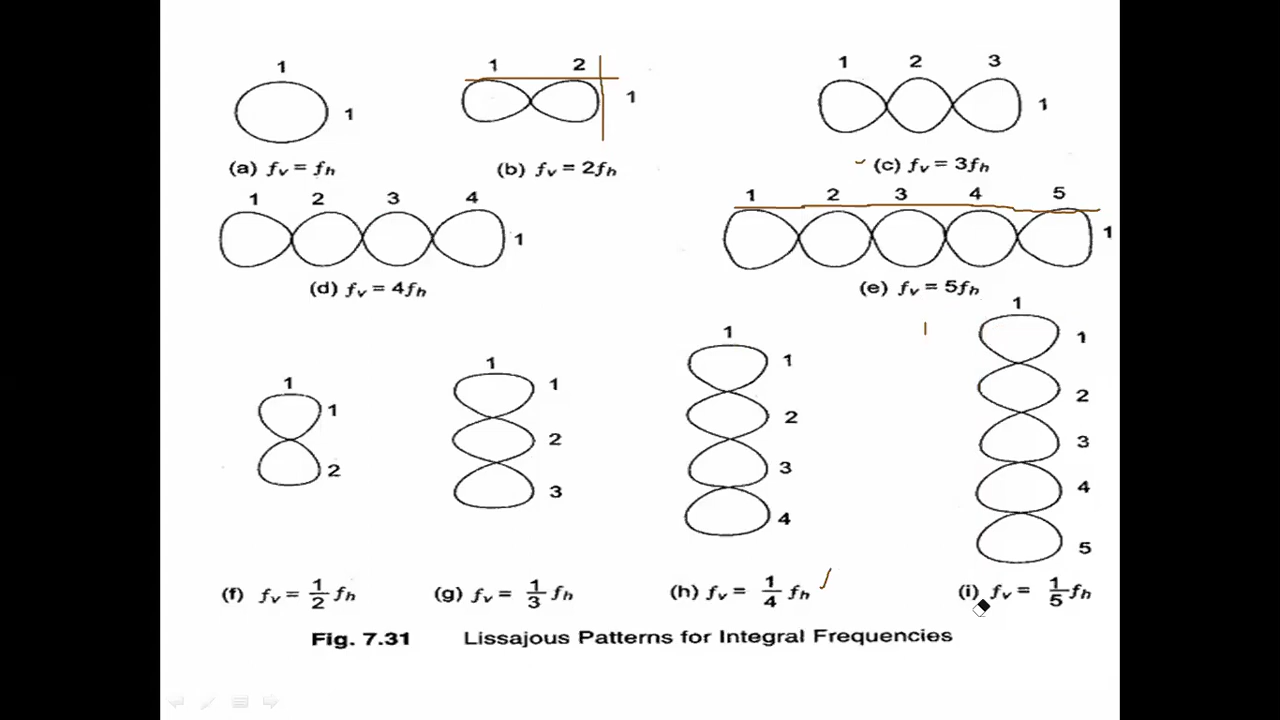 1
1
(a) fv = fh
1 2
1
(b) fv = 2fh
1 2 3
1
(c) fv = 3fh
1 2 3 4
1
(d) fv = 4fh
1 2 3 4 5
1
(e) fv = 5fh
1
1
2
(f) fv = 1/2 fh
1
1
2
3
(g) fv = 1/3 fh
1
1
2
3
4
(h) fv = 1/4 fh
1
1
2
3
4
5
(i) fv = 1/5 fh
Fig. 7.31 Lissajous Patterns for Integral Frequencies